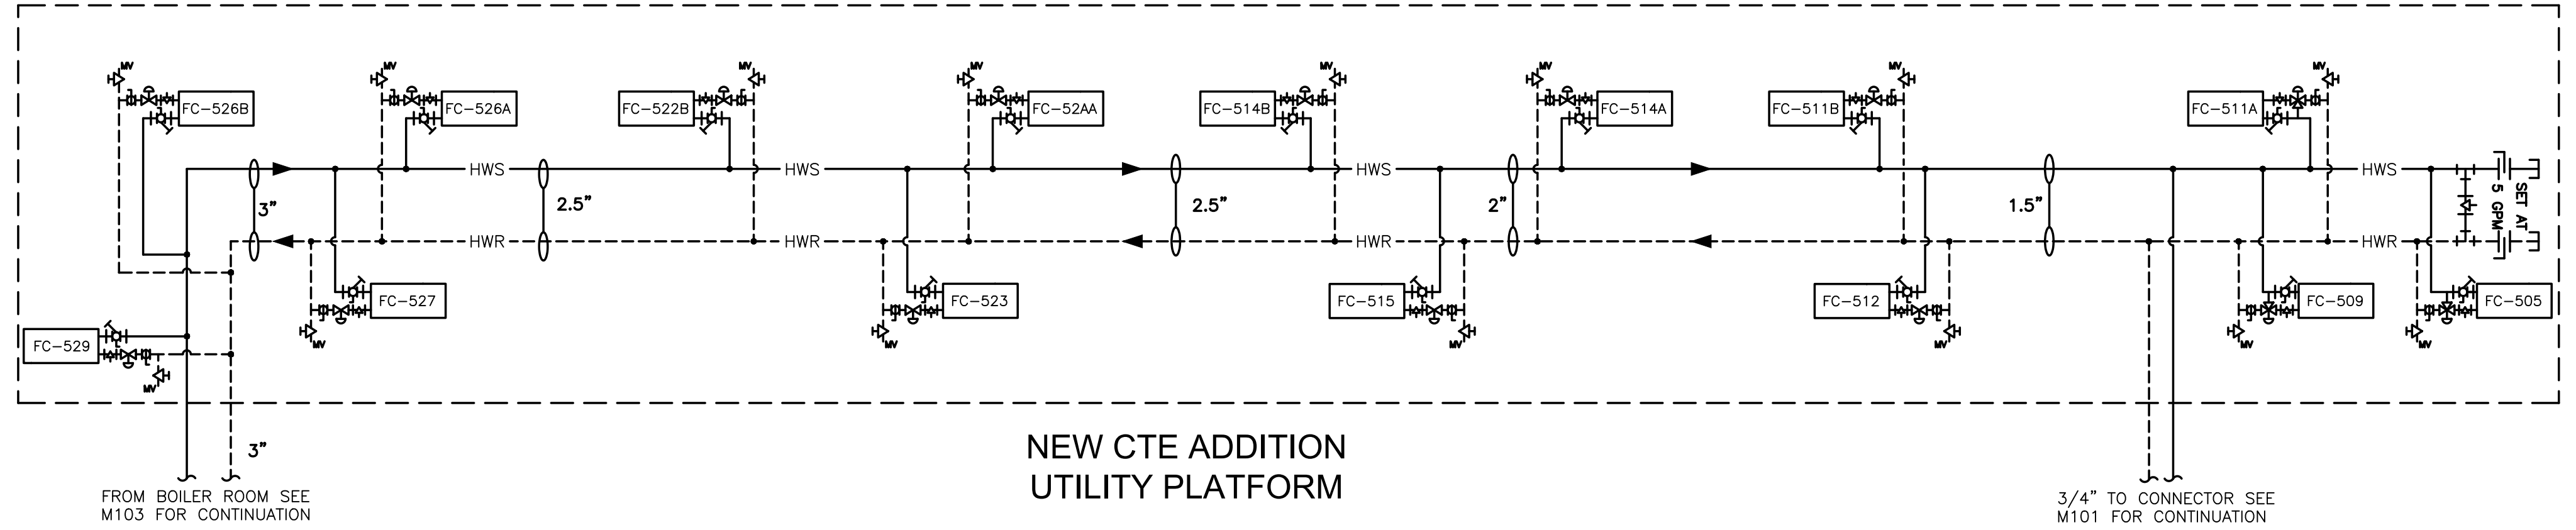 MV
MV
MV
MV
MV
MV
MV
MV
FC-526B
FC-526A
FC-522B
FC-52AA
FC-514B
FC-514A
FC-511B
FC-511A
HWS
HWS
HWS
HWS
3"
2.5"
2.5"
2"
1.5"
SET AT
5 GPM
HWR
HWR
HWR
HWR
FC-527
FC-523
FC-515
FC-512
FC-509
FC-505
MV
MV
MV
MV
MV
MV
FC-529
MV
3"
NEW CTE ADDITION
UTILITY PLATFORM
FROM BOILER ROOM SEE
M103 FOR CONTINUATION
3/4" TO CONNECTOR SEE
M101 FOR CONTINUATION